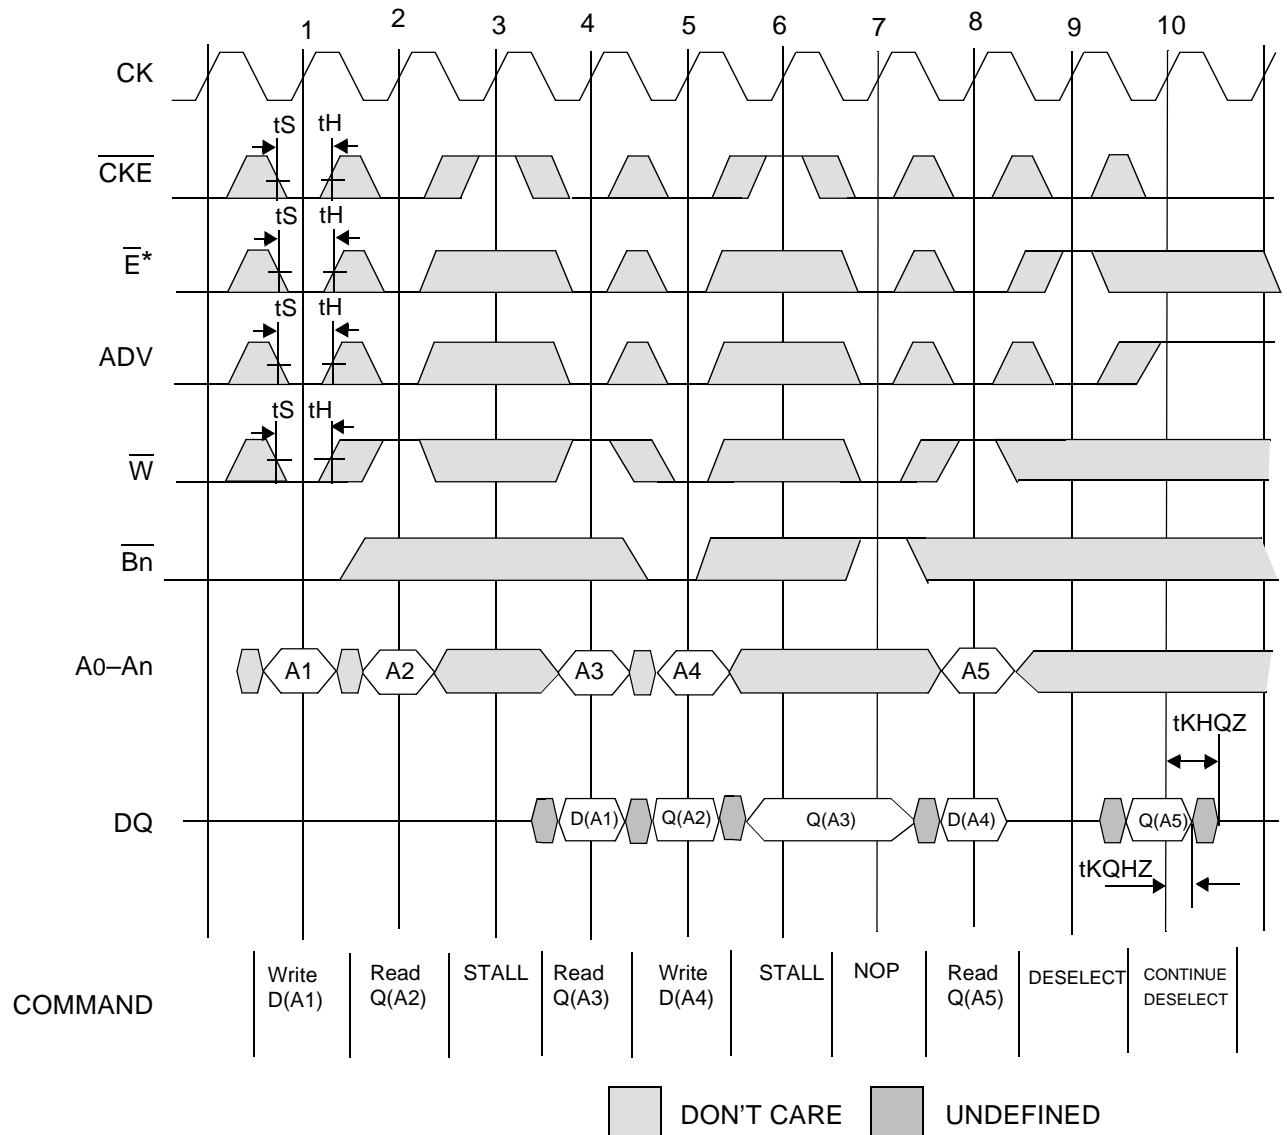 1 2 3 4 5 6 7 8 9 10
CK
tS tH
CKE
tS tH
E*
tS tH
ADV
tS tH
W
Bn
A0–An A1 A2 A3 A4 A5
tKHQZ
DQ D(A1) Q(A2) Q(A3) D(A4) Q(A5)
tKQHZ
COMMAND
Write
D(A1)
Read
Q(A2)
STALL
Read
Q(A3)
Write
D(A4)
STALL
NOP
Read
Q(A5)
DESELECT
CONTINUE
DESELECT
DON'T CARE UNDEFINED